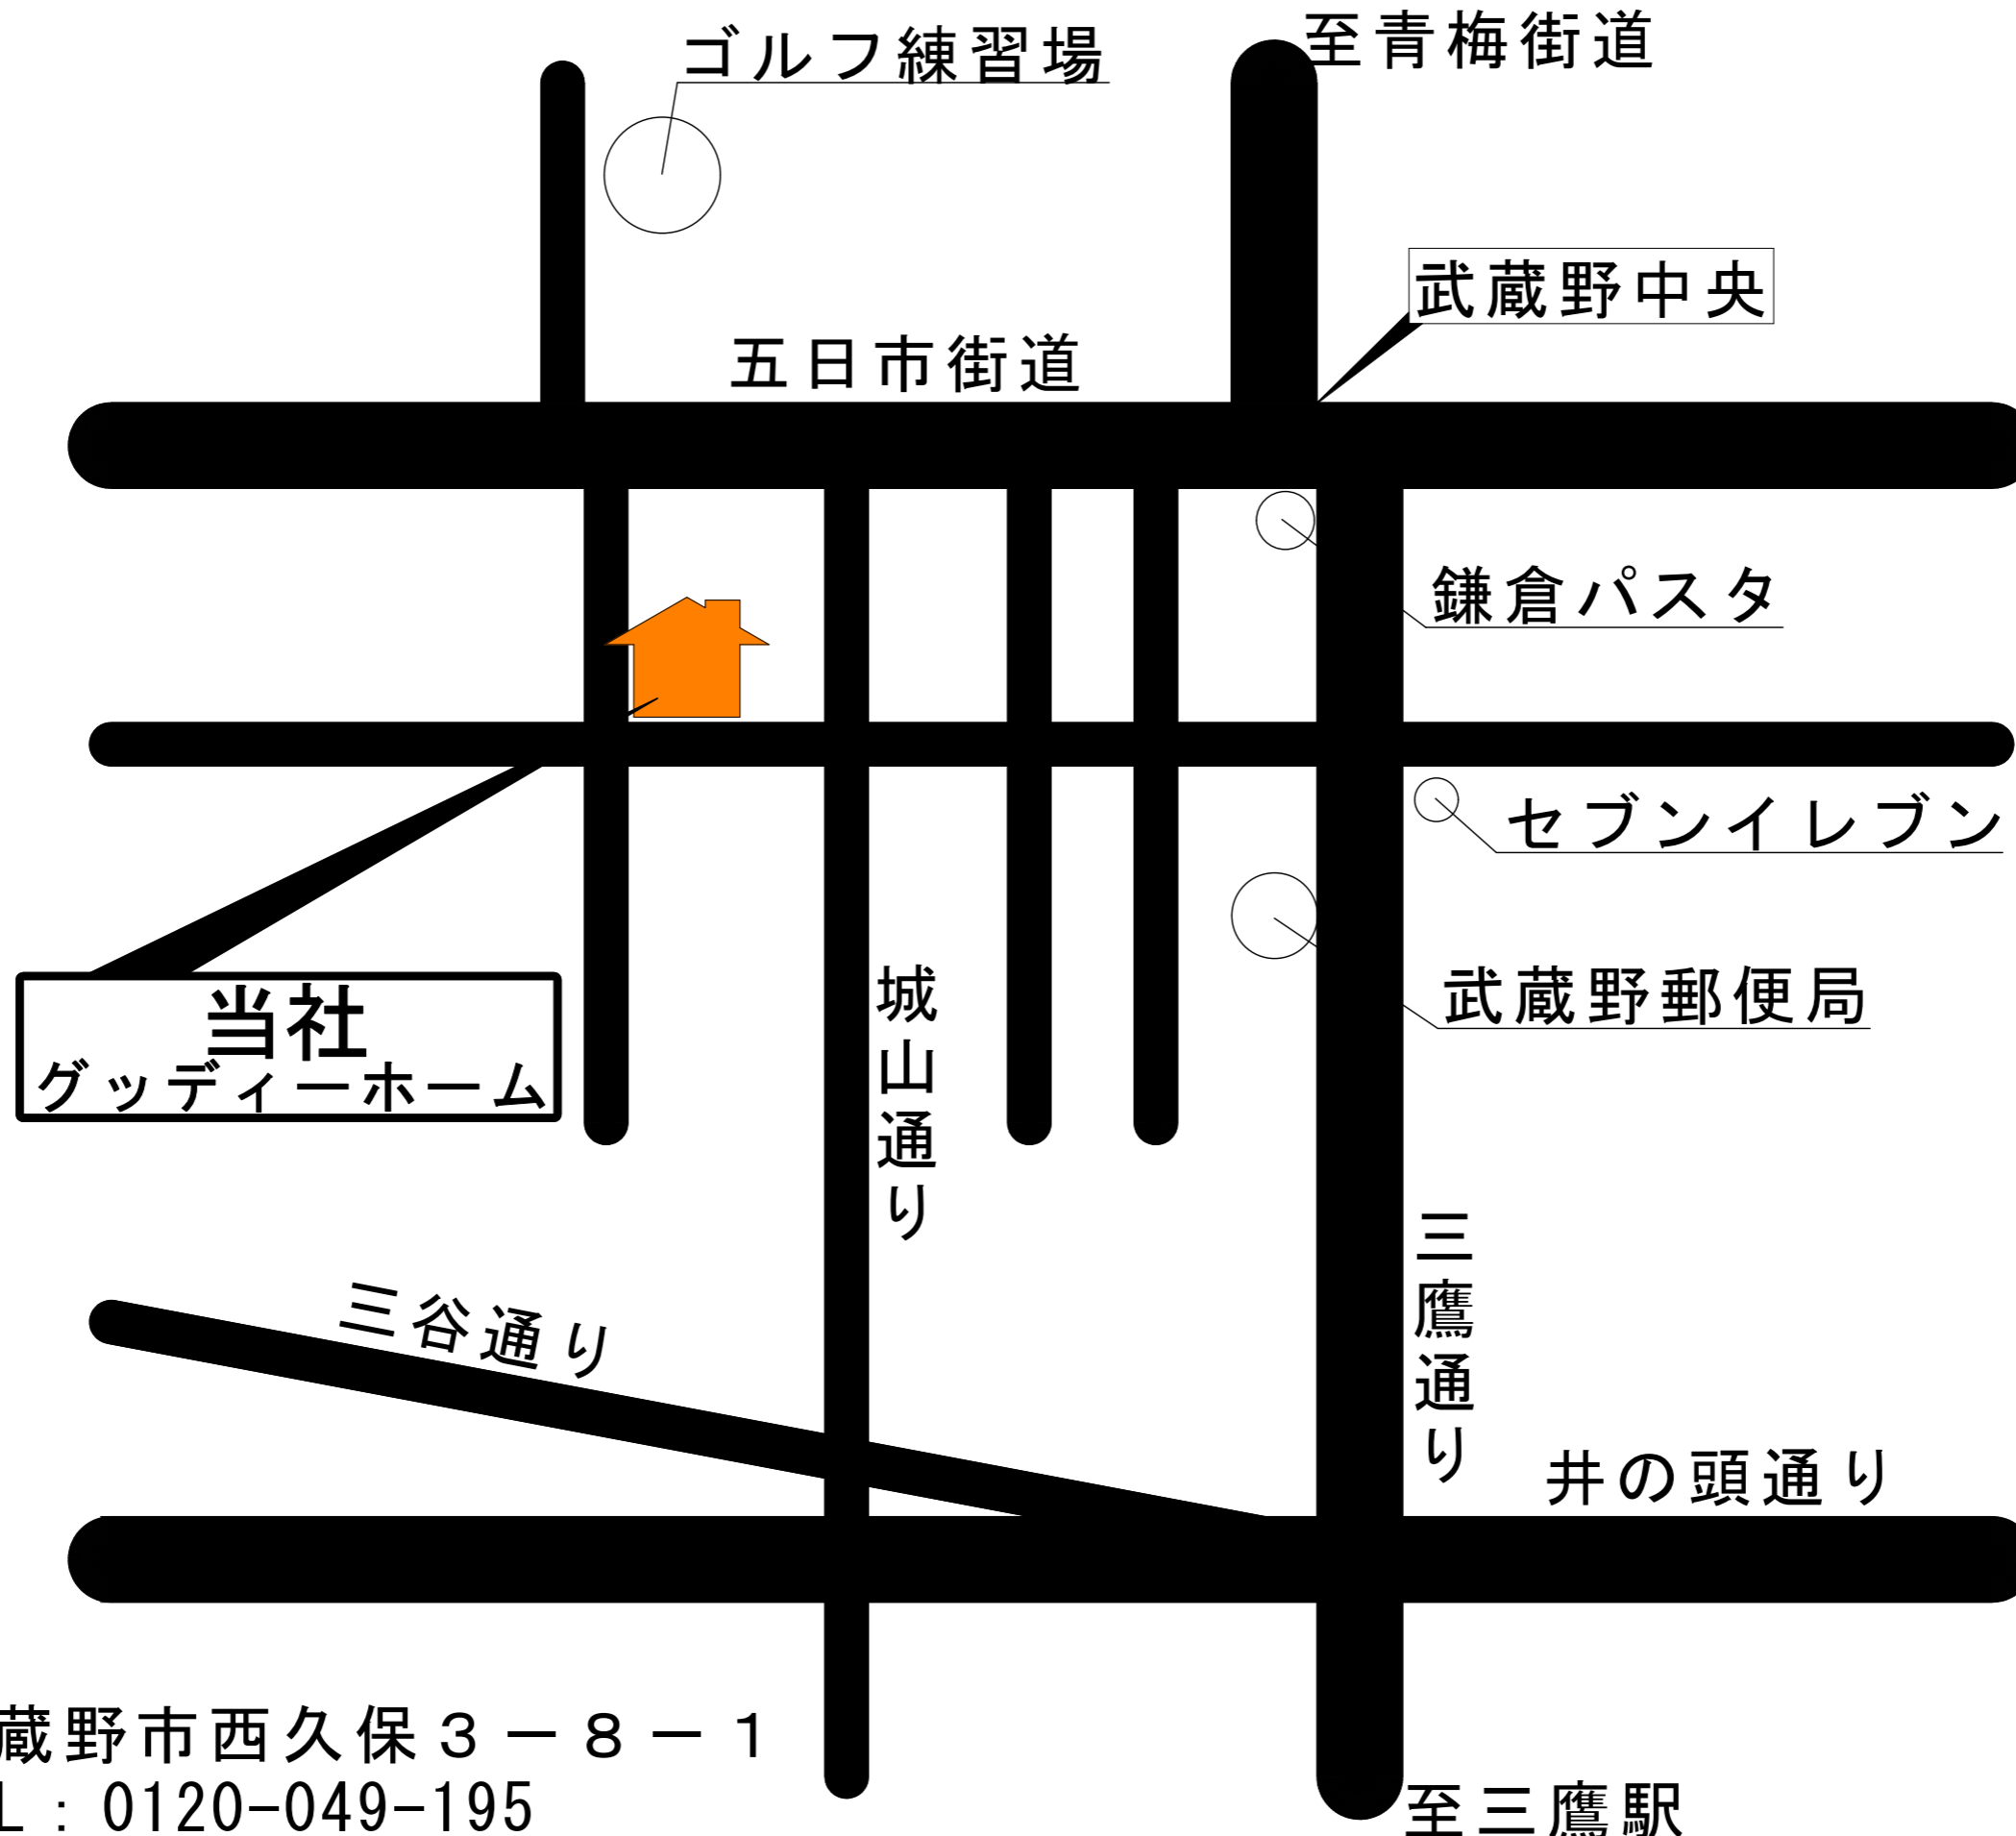 ゴルフ練習場
至青梅街道
武蔵野中央
五日市街道
鎌倉パスタ
セブンイレブン
武蔵野郵便局
当社
グッディーホーム
城山通り
三鷹通り
三谷通り
井の頭通り
蔵野市西久保３－８－１
L：0120-049-195
至三鷹駅